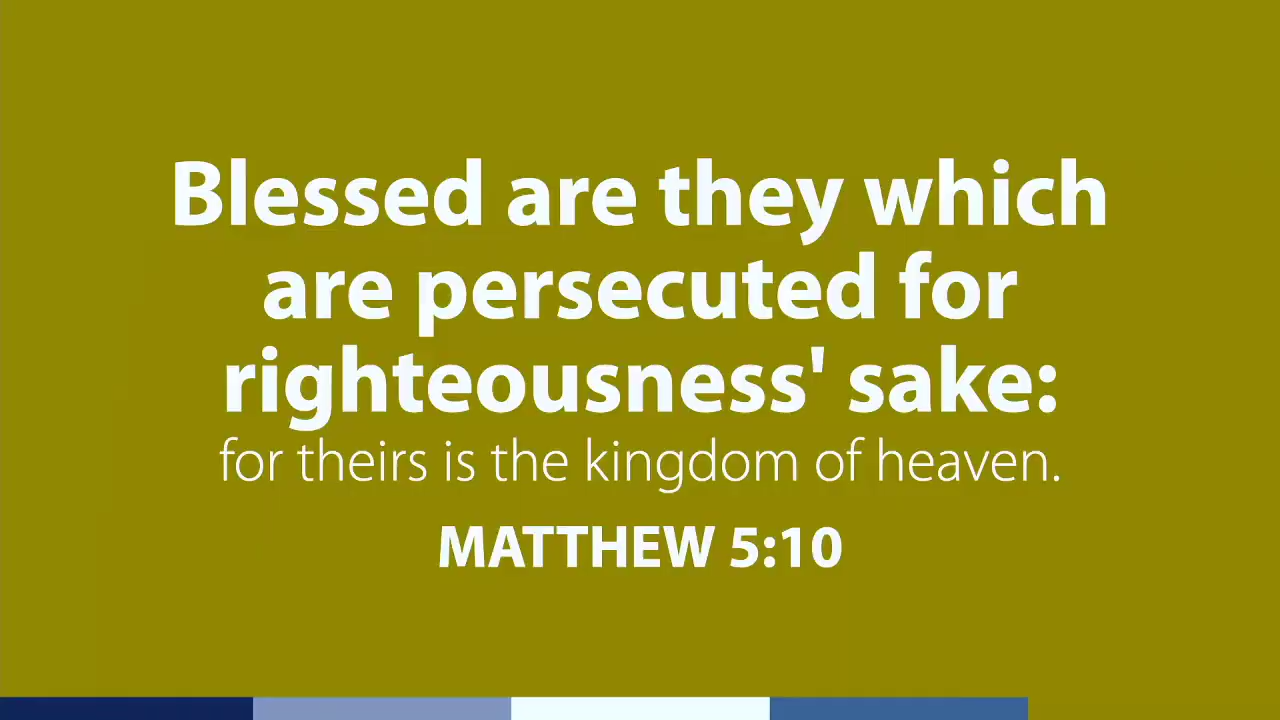 Blessed are they which
are persecuted for
righteousness' sake:
for theirs is the kingdom of heaven.
MATTHEW 5:10